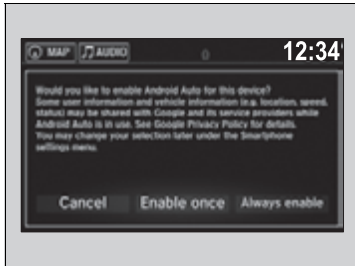 MAP AUDIO 0 12:34
Would you like to enable Android Auto for this
device?
Some user information and vehicle information (e.g. location, speed,
status) may be shared with Google and its service providers while
Android Auto is in use. See Google Privacy Policy for details.
You may change your selection later under the Smartphone
settings menu.
Cancel Enable once Always enable